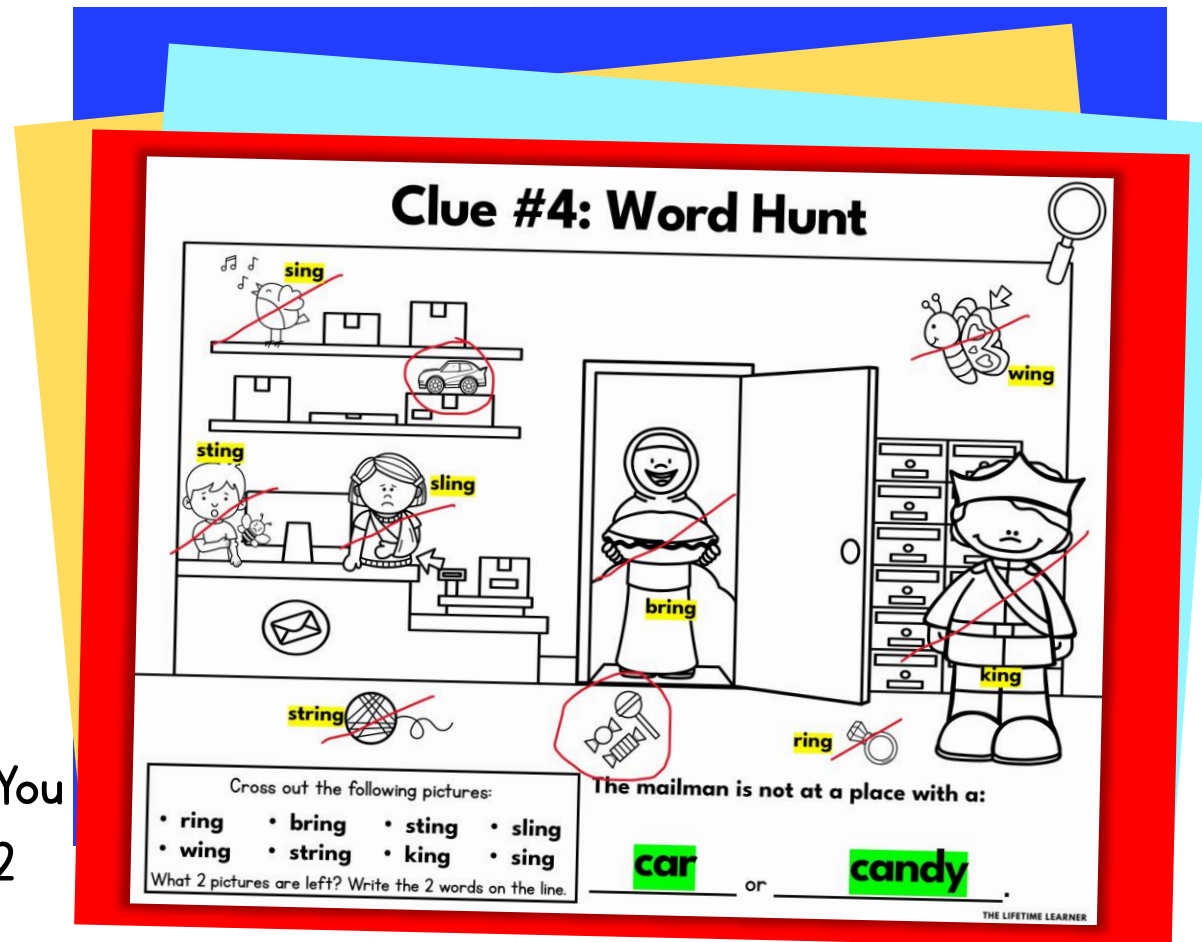 Clue #4: Word Hunt
sing
wing
sting
sling
bring
king
string
ring
You
2
Cross out the following pictures:
• ring • bring • sting • sling
• wing • string • king • sing
What 2 pictures are left? Write the 2 words on the line.
The mailman is not at a place with a:
car or candy.
THE LIFETIME LEARNER